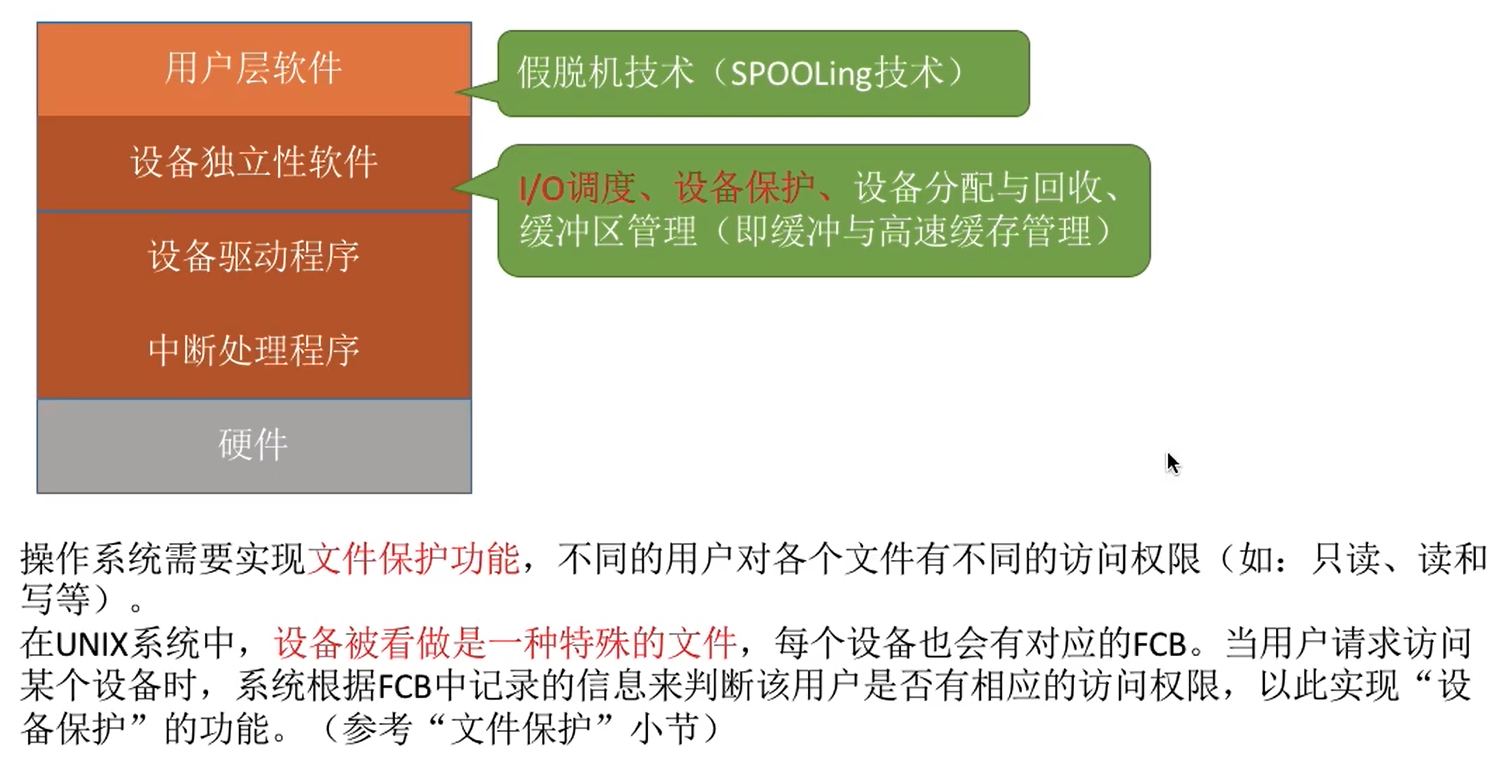 用户层软件
假脱机技术（SPOOLing技术）
设备独立性软件
I/O调度、设备保护、设备分配与回收、
缓冲区管理（即缓冲与高速缓存管理）
设备驱动程序
中断处理程序
硬件
操作系统需要实现文件保护功能，不同的用户对各个文件有不同的访问权限（如：只读、读和
写等）。
在UNIX系统中，设备被看做是一种特殊的文件，每个设备也会有对应的FCB。当用户请求访问
某个设备时，系统根据FCB中记录的信息来判断该用户是否有相应的访问权限，以此实现“设
备保护”的功能。（参考“文件保护”小节）